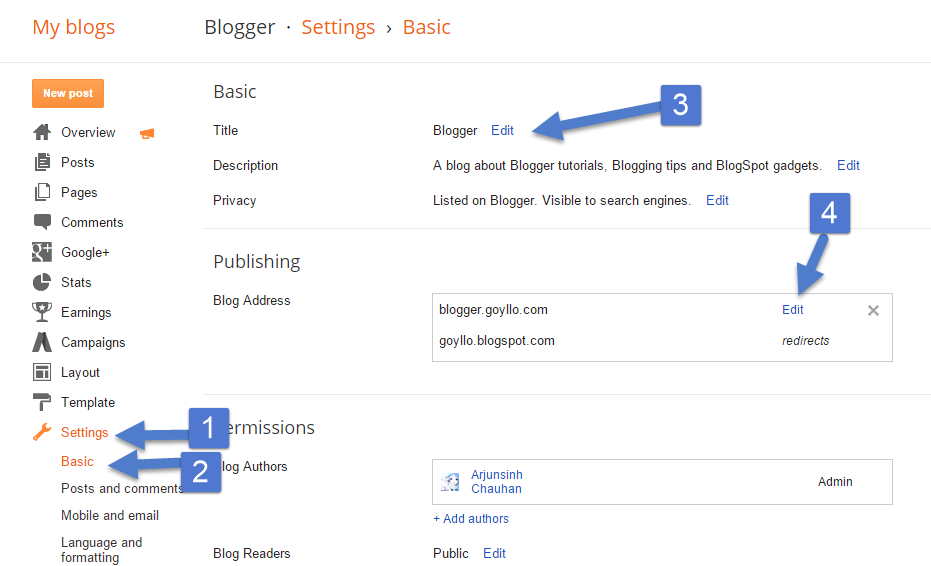 My blogs
Blogger · Settings › Basic
New post
Overview
Posts
Pages
Comments
Google+
Stats
Earnings
Campaigns
Layout
Template
Settings
1
Basic
2
Posts and comments
Mobile and email
Language and
formatting
Basic
Title
Blogger Edit
3
Description
A blog about Blogger tutorials, Blogging tips and BlogSpot gadgets. Edit
Privacy
Listed on Blogger. Visible to search engines. Edit
4
Publishing
Blog Address
blogger.goyllo.com Edit
goyllo.blogspot.com redirects
ermissions
log Authors
Arjunsinh
Chauhan
Admin
+ Add authors
Blog Readers
Public Edit